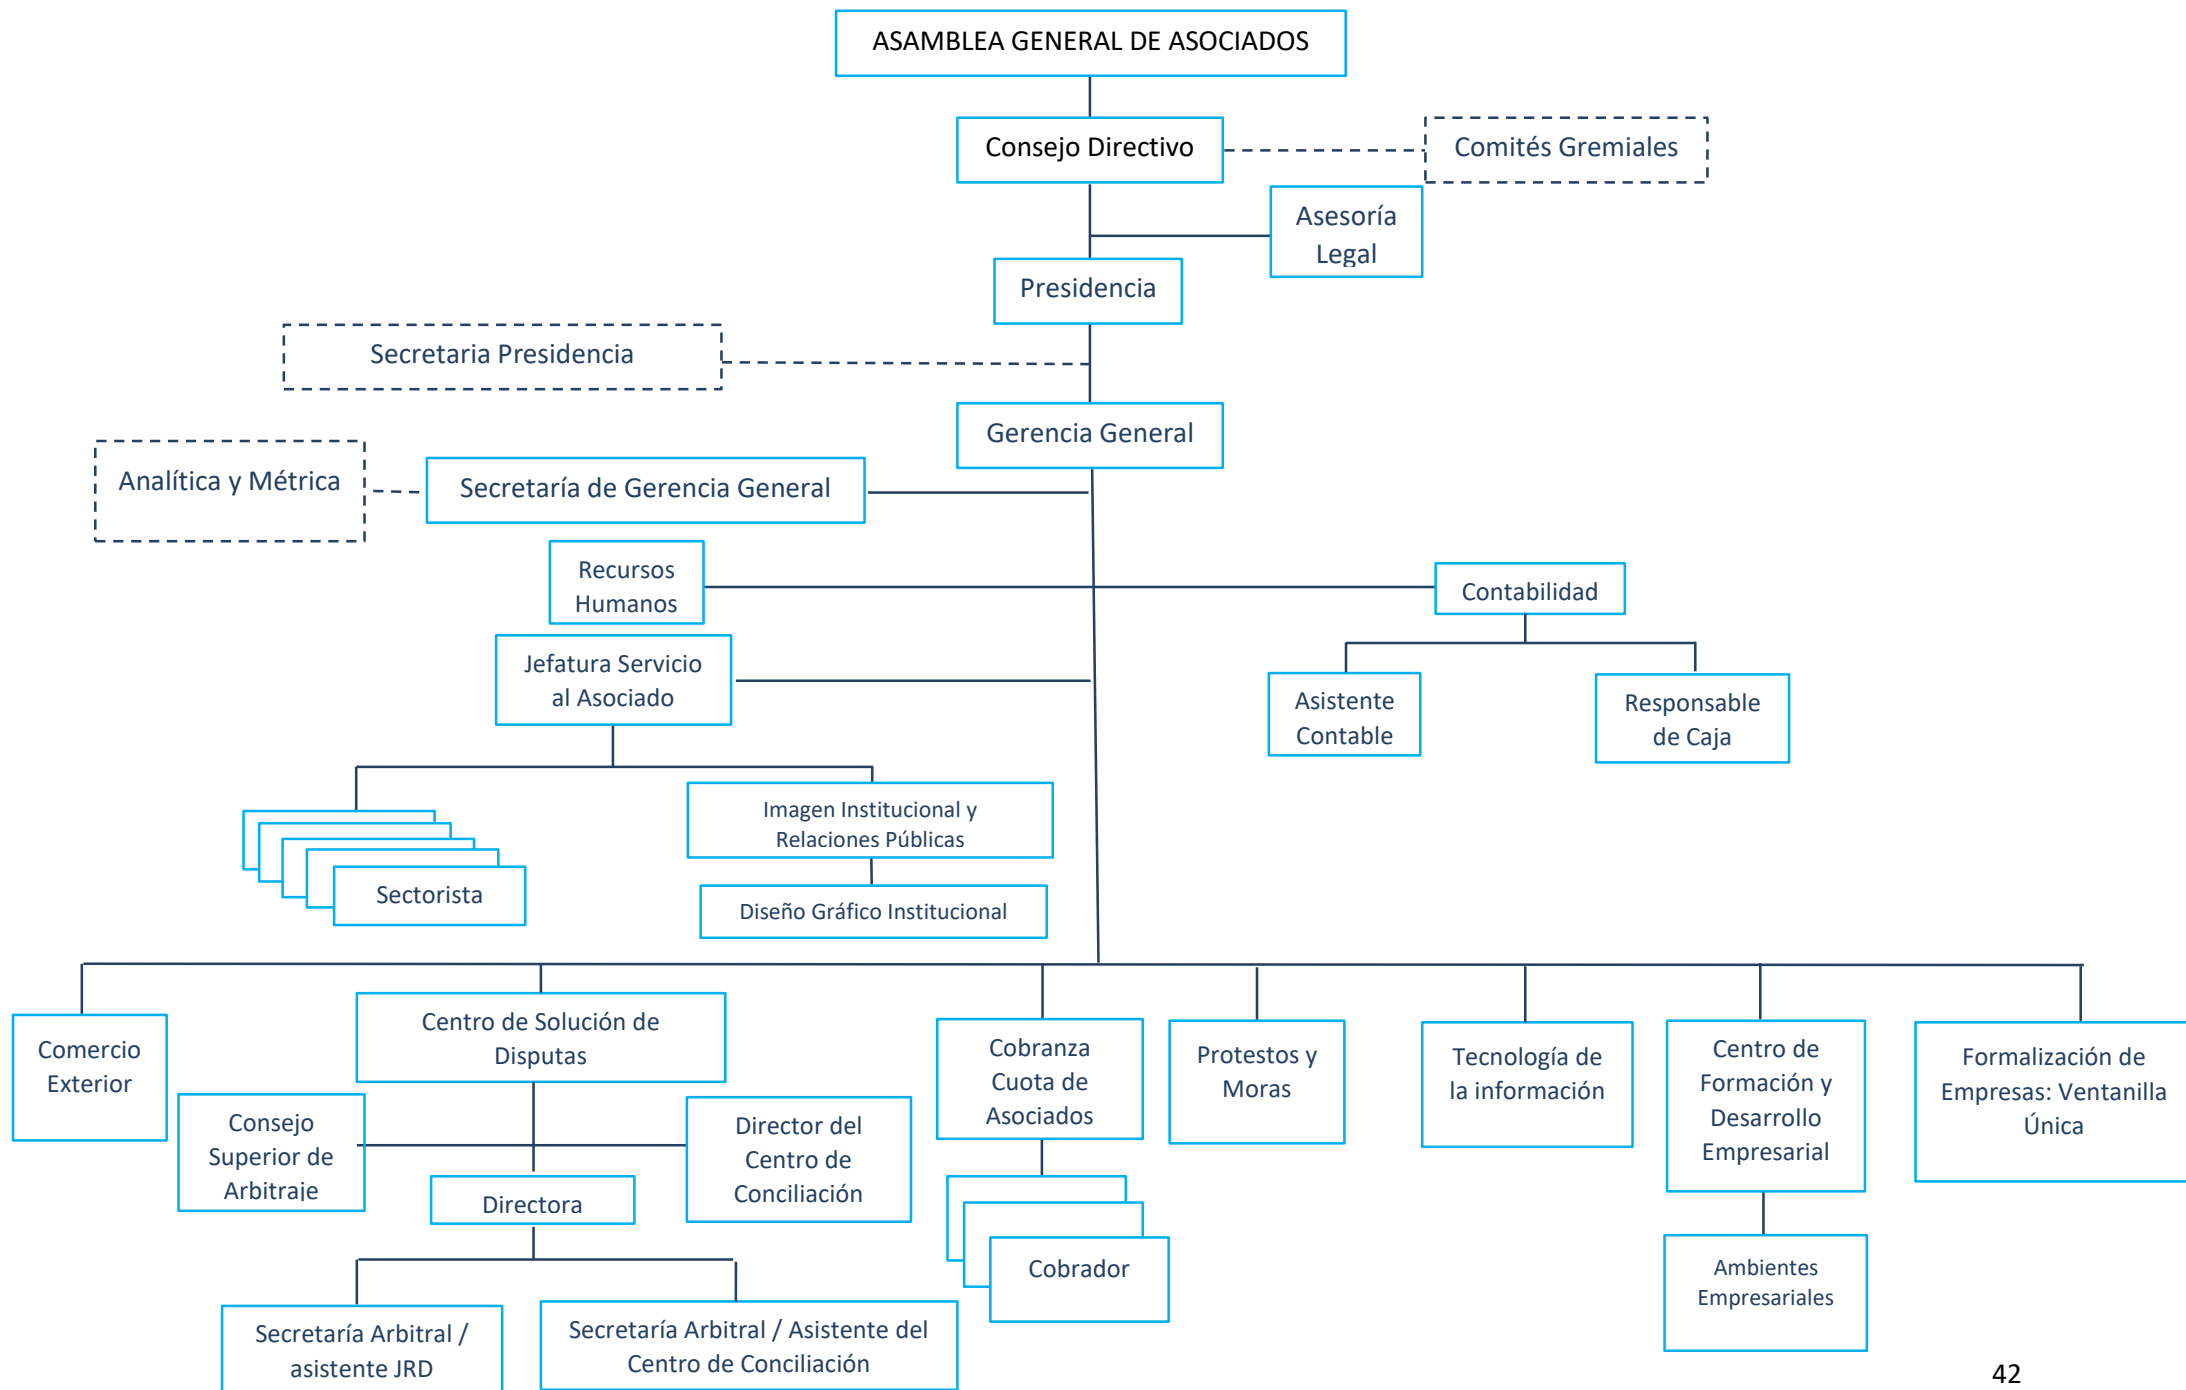 ASAMBLEA GENERAL DE ASOCIADOS
Consejo Directivo
Comités Gremiales
Asesoría
Legal
Presidencia
Secretaria Presidencia
Gerencia General
Analítica y Métrica
Secretaría de Gerencia General
Recursos
Humanos
Contabilidad
Jefatura Servicio
al Asociado
Asistente
Contable
Responsable
de Caja
Imagen Institucional y
Relaciones Públicas
Sectorista
Diseño Gráfico Institucional
Comercio
Exterior
Centro de Solución de
Disputas
Cobranza
Cuota de
Asociados
Protestos y
Moras
Tecnología de
la información
Centro de
Formación y
Desarrollo
Empresarial
Formalización de
Empresas: Ventanilla
Única
Consejo
Superior de
Arbitraje
Director del
Centro de
Conciliación
Directora
Cobrador
Ambientes
Empresariales
Secretaría Arbitral /
asistente JRD
Secretaría Arbitral / Asistente del
Centro de Conciliación
42